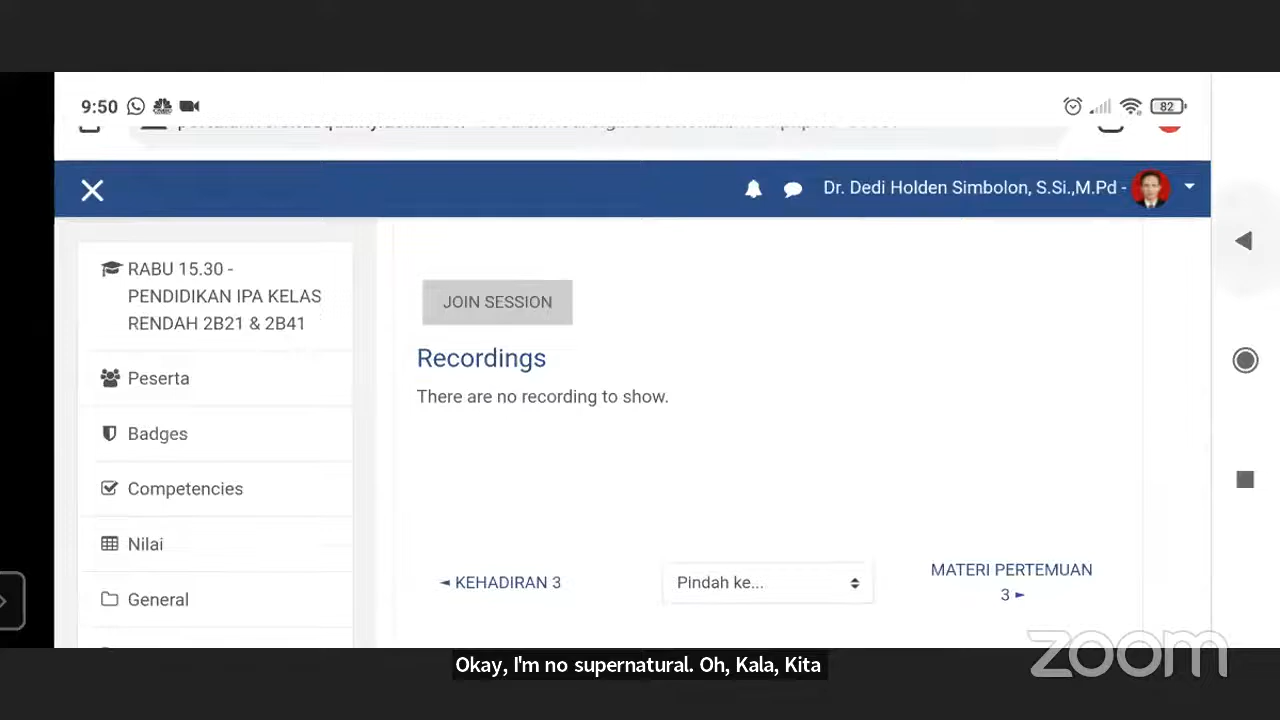 9:50
82
Dr. Dedi Holden Simbolon, S.Si.,M.Pd -
RABU 15.30 -
PENDIDIKAN IPA KELAS
RENDAH 2B21 & 2B41
Peserta
Badges
Competencies
Nilai
General
JOIN SESSION
Recordings
There are no recording to show.
◄ KEHADIRAN 3
Pindah ke...
MATERI PERTEMUAN
3 ►
zoom
Okay, I'm no supernatural. Oh, Kala, Kita